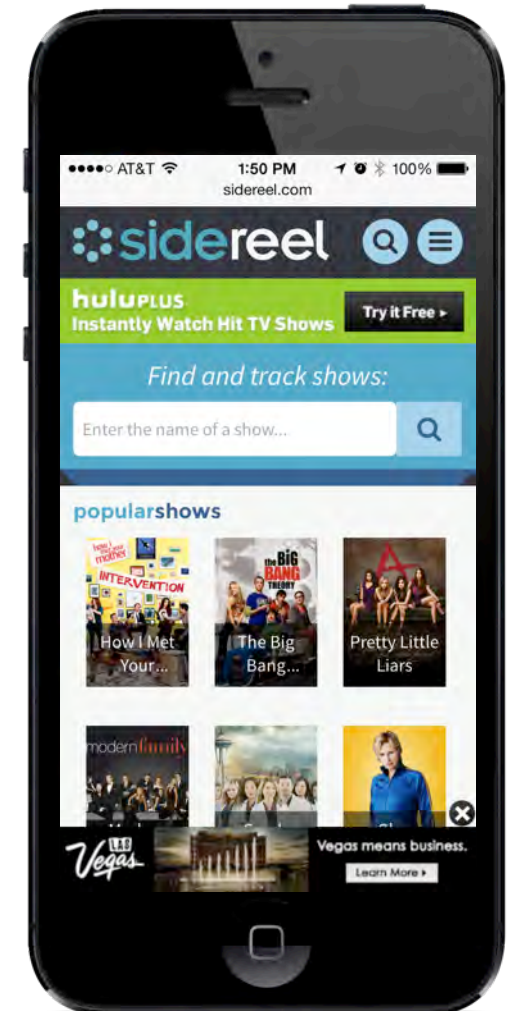 AT&T 1:50 PM 100%
sidereel.com
sidereel
huluPLUS
Instantly Watch Hit TV Shows
Try it Free
Find and track shows:
Enter the name of a show...
popularshows
how i met your mother
INTERVENTION
How I Met
Your...
the BiG
BANG
THEORY
The Big
Bang...
A
Pretty Little
Liars
modern family
LAS
Vegas
Vegas means business.
Learn More